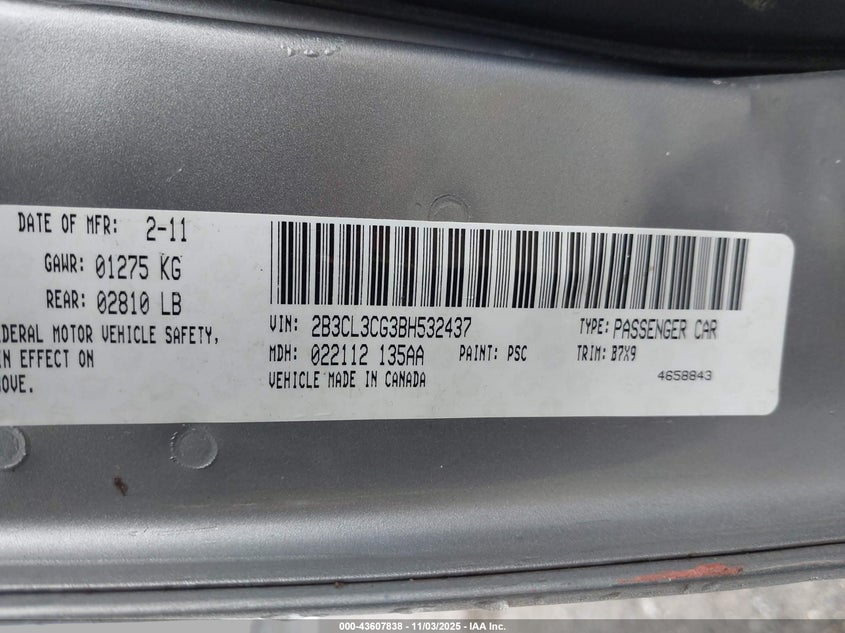 DATE OF MFR: 2-11
GAWR: 01275 KG
REAR: 02810 LB
MOTOR VEHICLE SAFETY,
IN EFFECT ON
VIN: 2B3CL3CG3BH532437 TYPE: PASSENGER CAR
MDH: 022112 135AA PAINT: PSC TRIM: B7X9
VEHICLE MADE IN CANADA 4658843
000-43607838 - 11/03/2025 - IAA Inc.